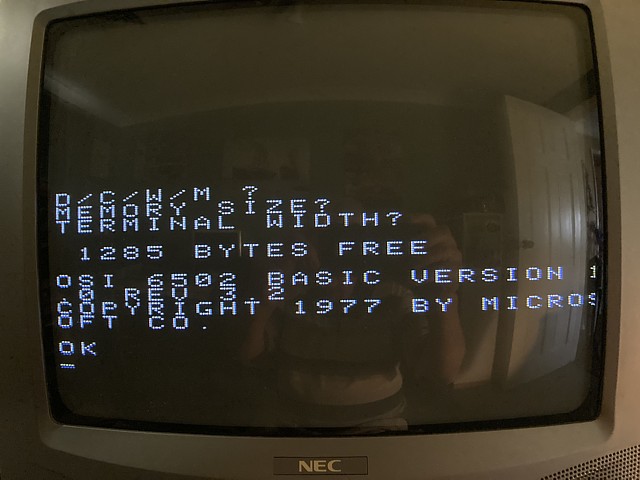 D/C/W/M ?
MEMORY SIZE?
TERMINAL WIDTH?
1285 BYTES FREE
OSI 6502 BASIC VERSION 1
.0 REV 3.2
COPYRIGHT 1977 BY MICROS
OFT CO.
OK
NEC